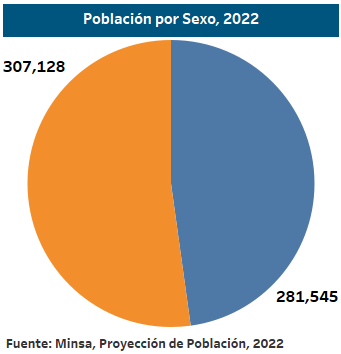 Población por Sexo, 2022
307,128
281,545
Fuente: Minsa, Proyección de Población, 2022